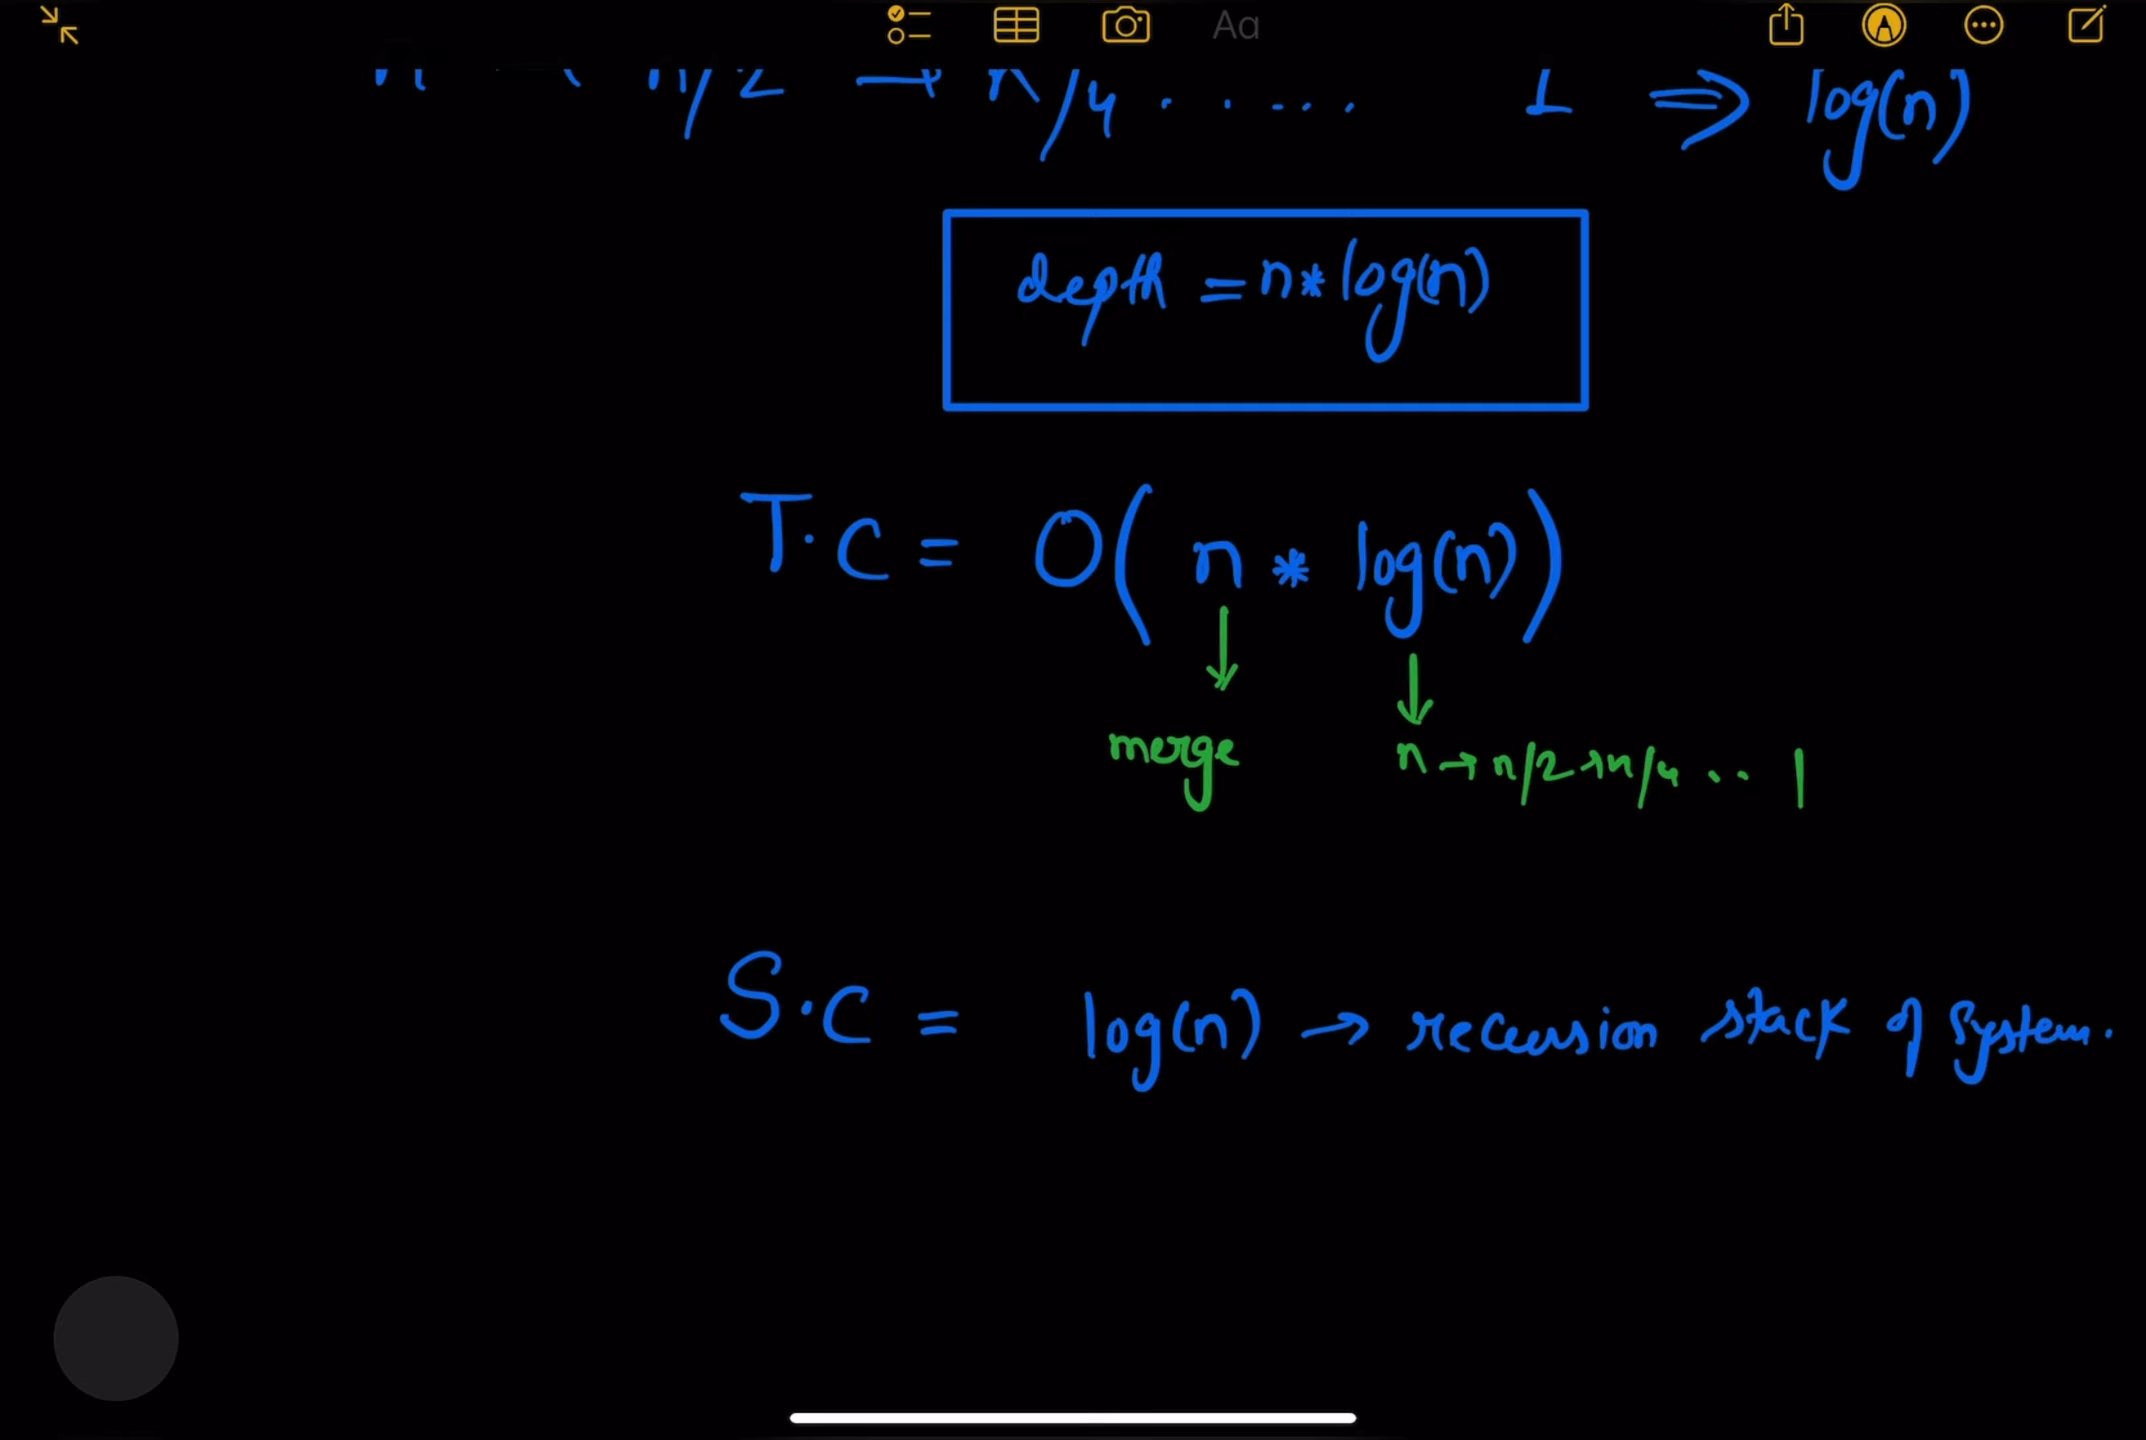 Aa
n → n/2 → n/4 ..... 1 ⇒ log(n)
depth = n * log(n)
T.C = O( n * log(n) )
merge n → n/2 → n/4 .. 1
S.C = log(n) → recursion stack of System.